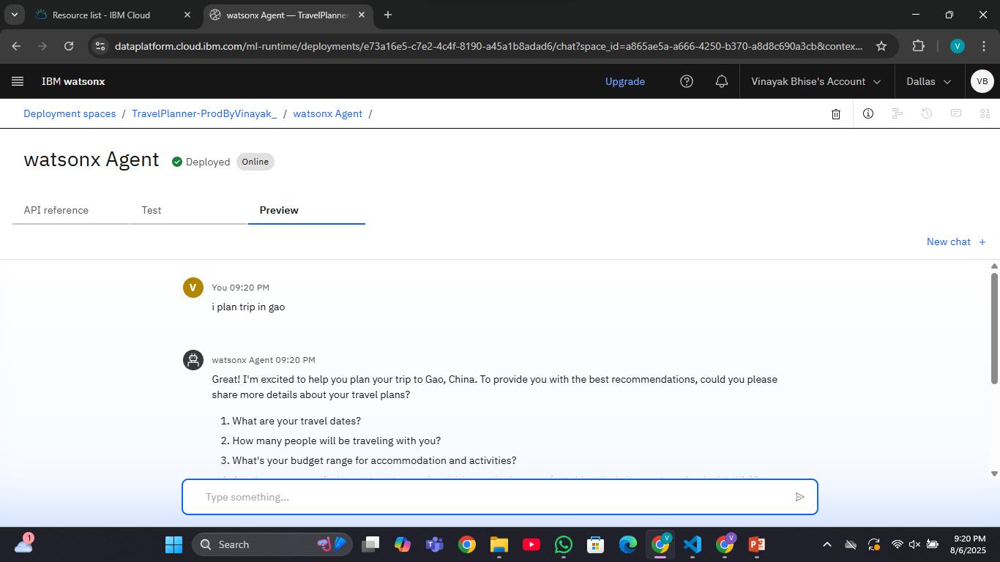 Resource list - IBM Cloud
watsonx Agent — TravelPlanner
dataplatform.cloud.ibm.com/ml-runtime/deployments/e73a16e5-c7e2-4c4f-8190-a45a1b8adad6/chat?space_id=a865ae5a-a666-4250-b370-a8d8c690a3cb&contex...
V
IBM watsonx
Upgrade
Vinayak Bhise's Account
Dallas
VB
Deployment spaces / TravelPlanner-ProdByVinayak_ / watsonx Agent /
watsonx Agent
Deployed
Online
API reference
Test
Preview
New chat +
V
You 09:20 PM
i plan trip in gao
watsonx Agent 09:20 PM
Great! I'm excited to help you plan your trip to Gao, China. To provide you with the best recommendations, could you please
share more details about your travel plans?
1. What are your travel dates?
2. How many people will be traveling with you?
3. What's your budget range for accommodation and activities?
Type something...
1
Search
V
V
9:20 PM
8/6/2025